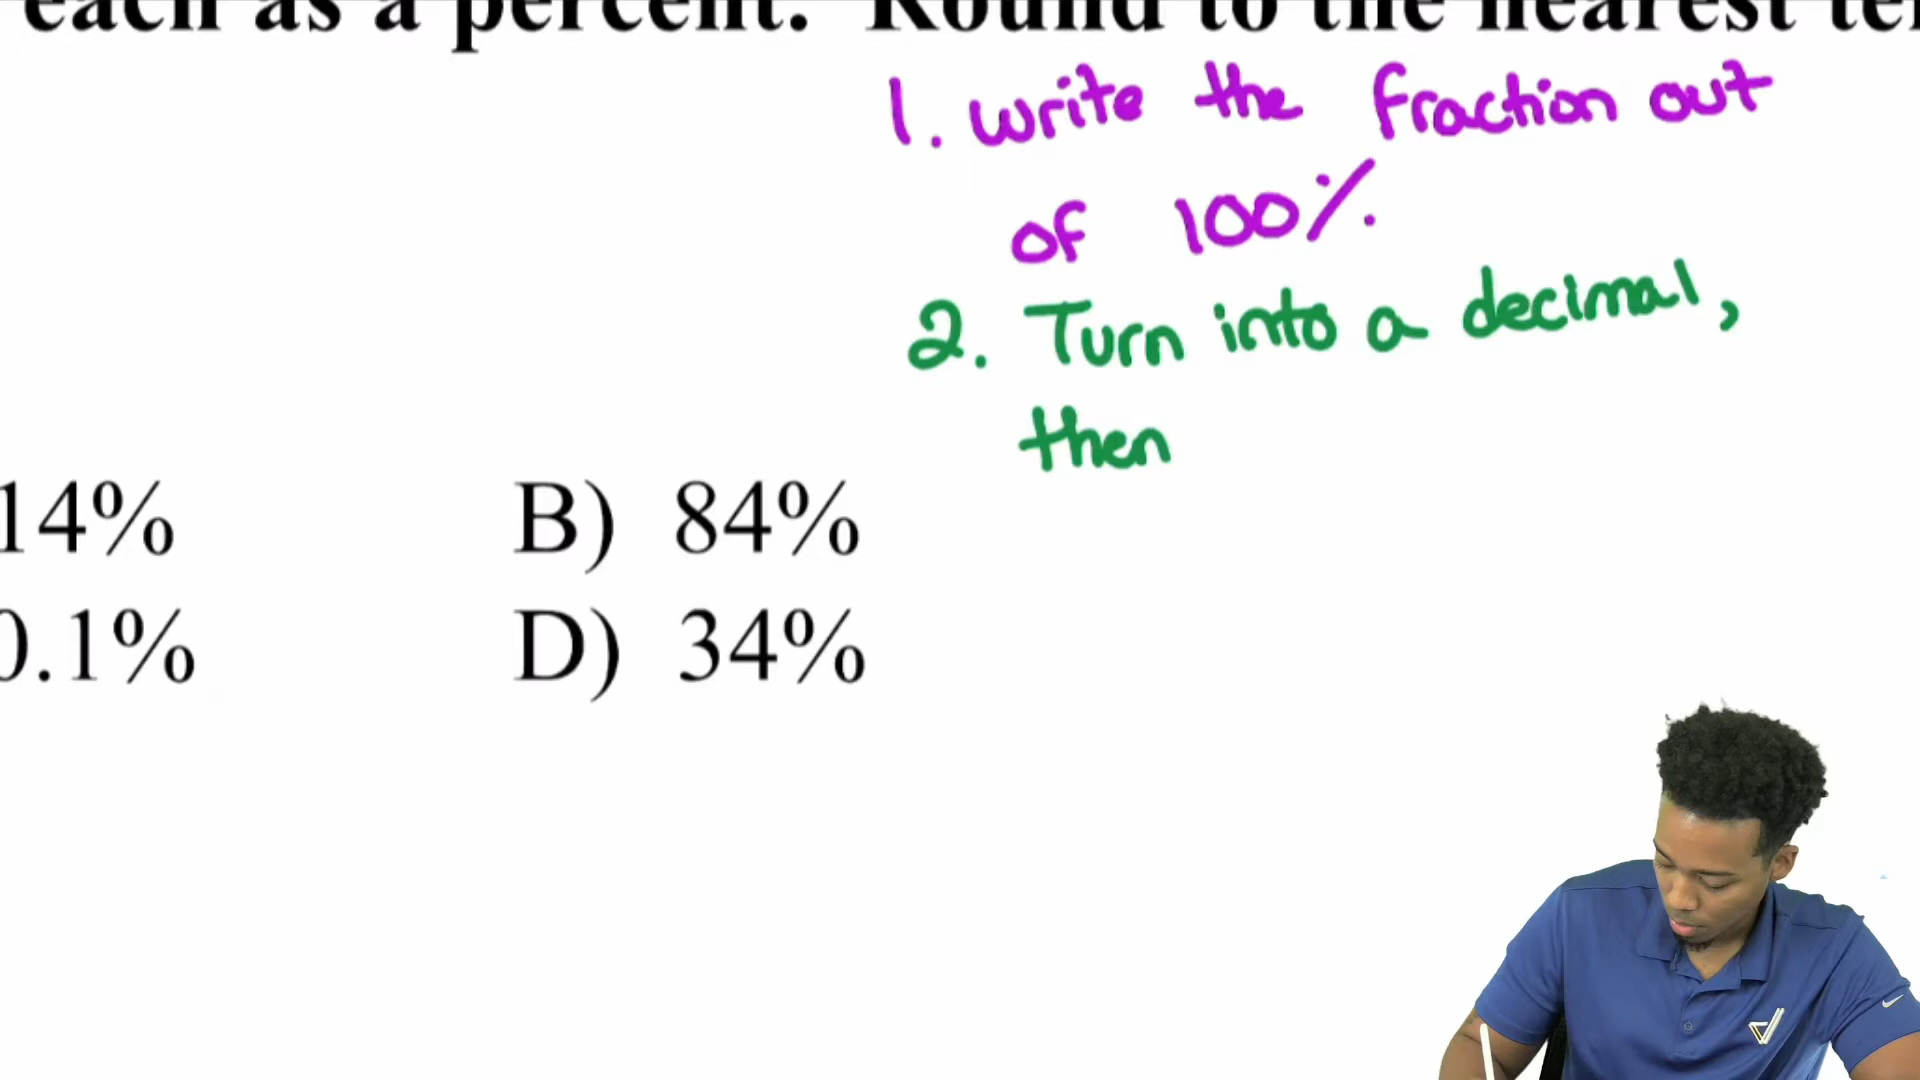 each as a percent. Round to the nearest
1. write the fraction out
of 100%.
2. Turn into a decimal,
then
14% B) 84%
0.1% D) 34%